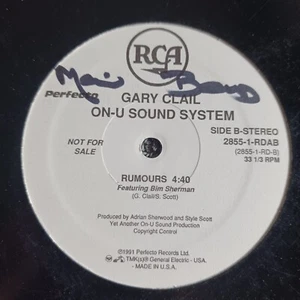 RCA
Perfecto
GARY CLAIL
ON-U SOUND SYSTEM
NOT FOR
SALE
SIDE B-STEREO
2855-1-RDAB
(2855-1-RD-B)
33 1/3 RPM
RUMOURS 4:40
Featuring Bim Sherman
(G. Clail/S. Scott)
Produced by Adrian Sherwood and Style Scott
Yet Another On-U Sound Production
Copyright Control
©1991 Perfecto Records Ltd.
TMK(s)® General Electric - USA.
- MADE IN U.S.A.